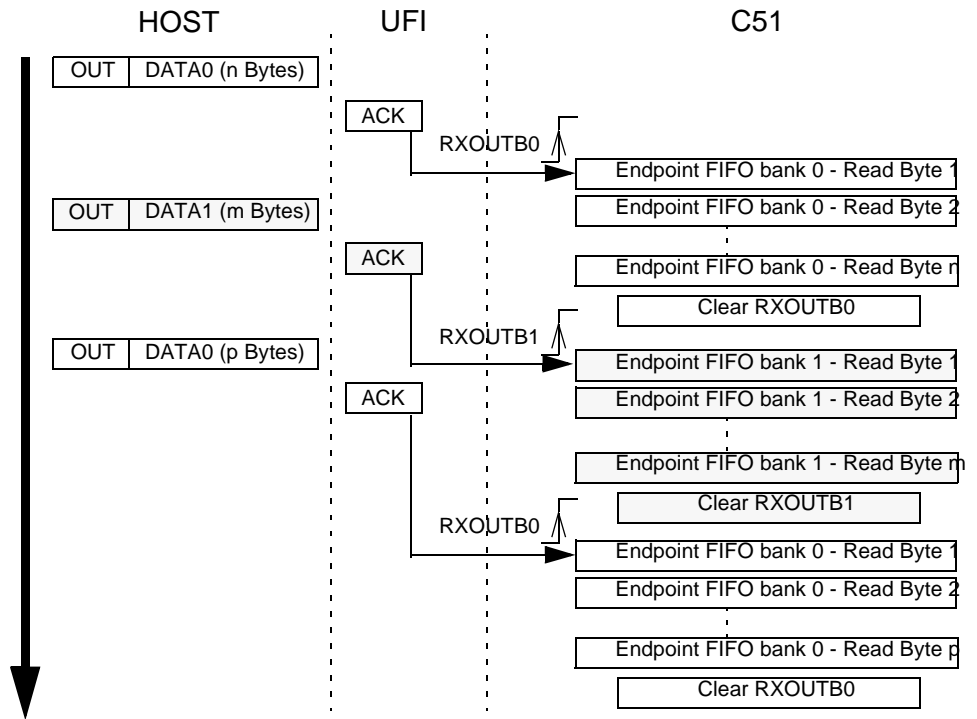 HOST UFI C51
OUT DATA0 (n Bytes)
ACK
RXOUTB0
Endpoint FIFO bank 0 - Read Byte 1
OUT DATA1 (m Bytes)
Endpoint FIFO bank 0 - Read Byte 2
ACK
Endpoint FIFO bank 0 - Read Byte n
Clear RXOUTB0
RXOUTB1
OUT DATA0 (p Bytes)
Endpoint FIFO bank 1 - Read Byte 1
ACK
Endpoint FIFO bank 1 - Read Byte 2
Endpoint FIFO bank 1 - Read Byte m
Clear RXOUTB1
RXOUTB0
Endpoint FIFO bank 0 - Read Byte 1
Endpoint FIFO bank 0 - Read Byte 2
Endpoint FIFO bank 0 - Read Byte p
Clear RXOUTB0